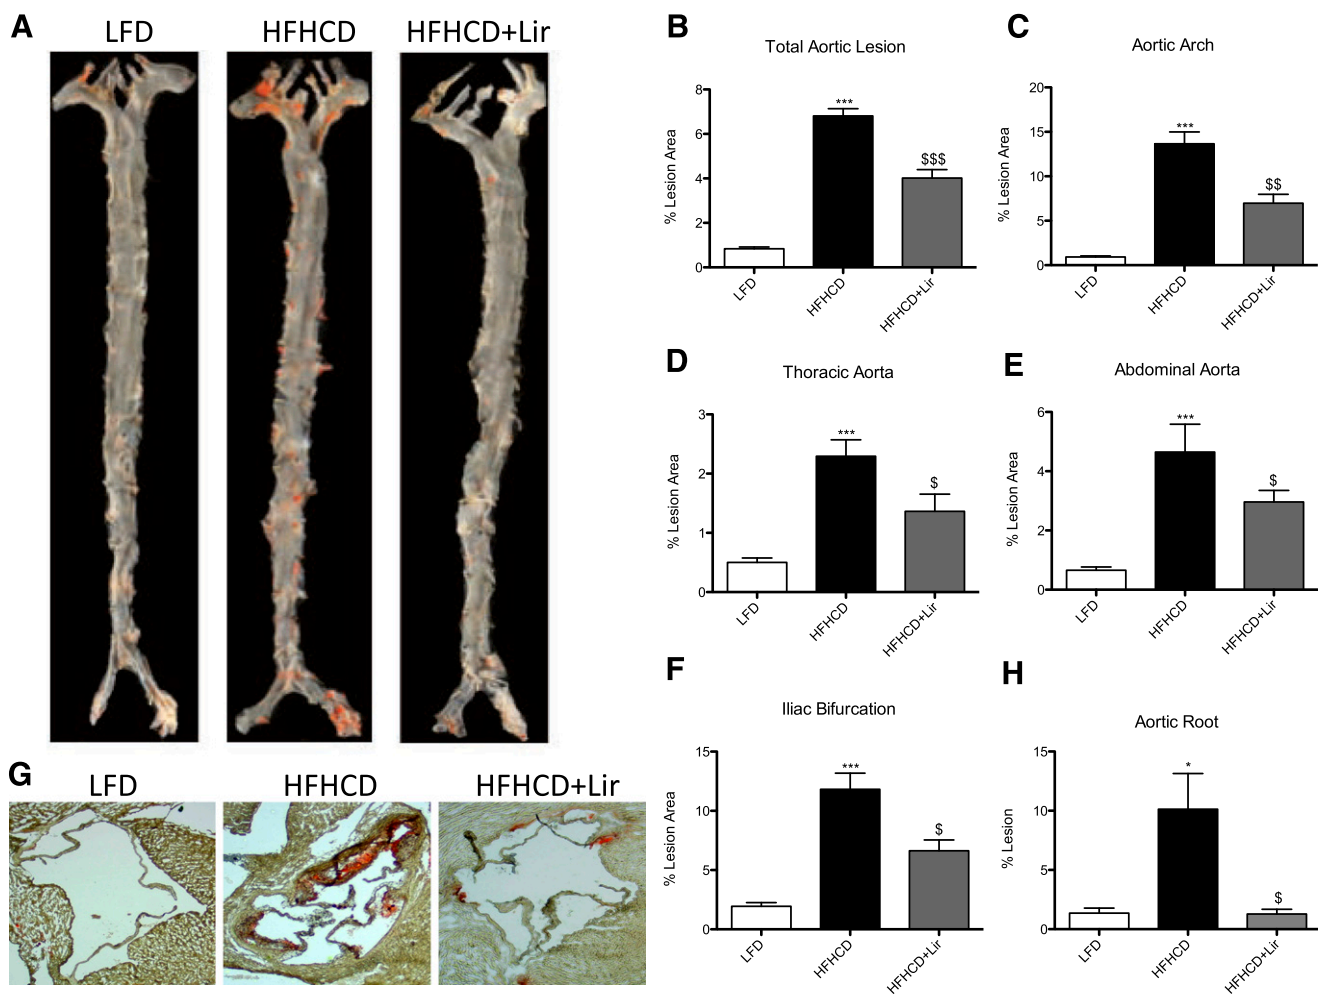 A
LFD
HFHCD
HFHCD+Lir
B
Total Aortic Lesion
% Lesion Area
8
6
4
2
0
***
$$$
LFD
HFHCD
HFHCD+Lir
C
Aortic Arch
% Lesion Area
20
15
10
5
0
***
$$
LFD
HFHCD
HFHCD+Lir
D
Thoracic Aorta
% Lesion Area
3
2
1
0
***
$
LFD
HFHCD
HFHCD+Lir
E
Abdominal Aorta
% Lesion Area
6
4
2
0
***
$
LFD
HFHCD
HFHCD+Lir
F
Iliac Bifurcation
% Lesion Area
15
10
5
0
***
$
LFD
HFHCD
HFHCD+Lir
G
LFD
HFHCD
HFHCD+Lir
H
Aortic Root
% Lesion
15
10
5
0
*
$
LFD
HFHCD
HFHCD+Lir